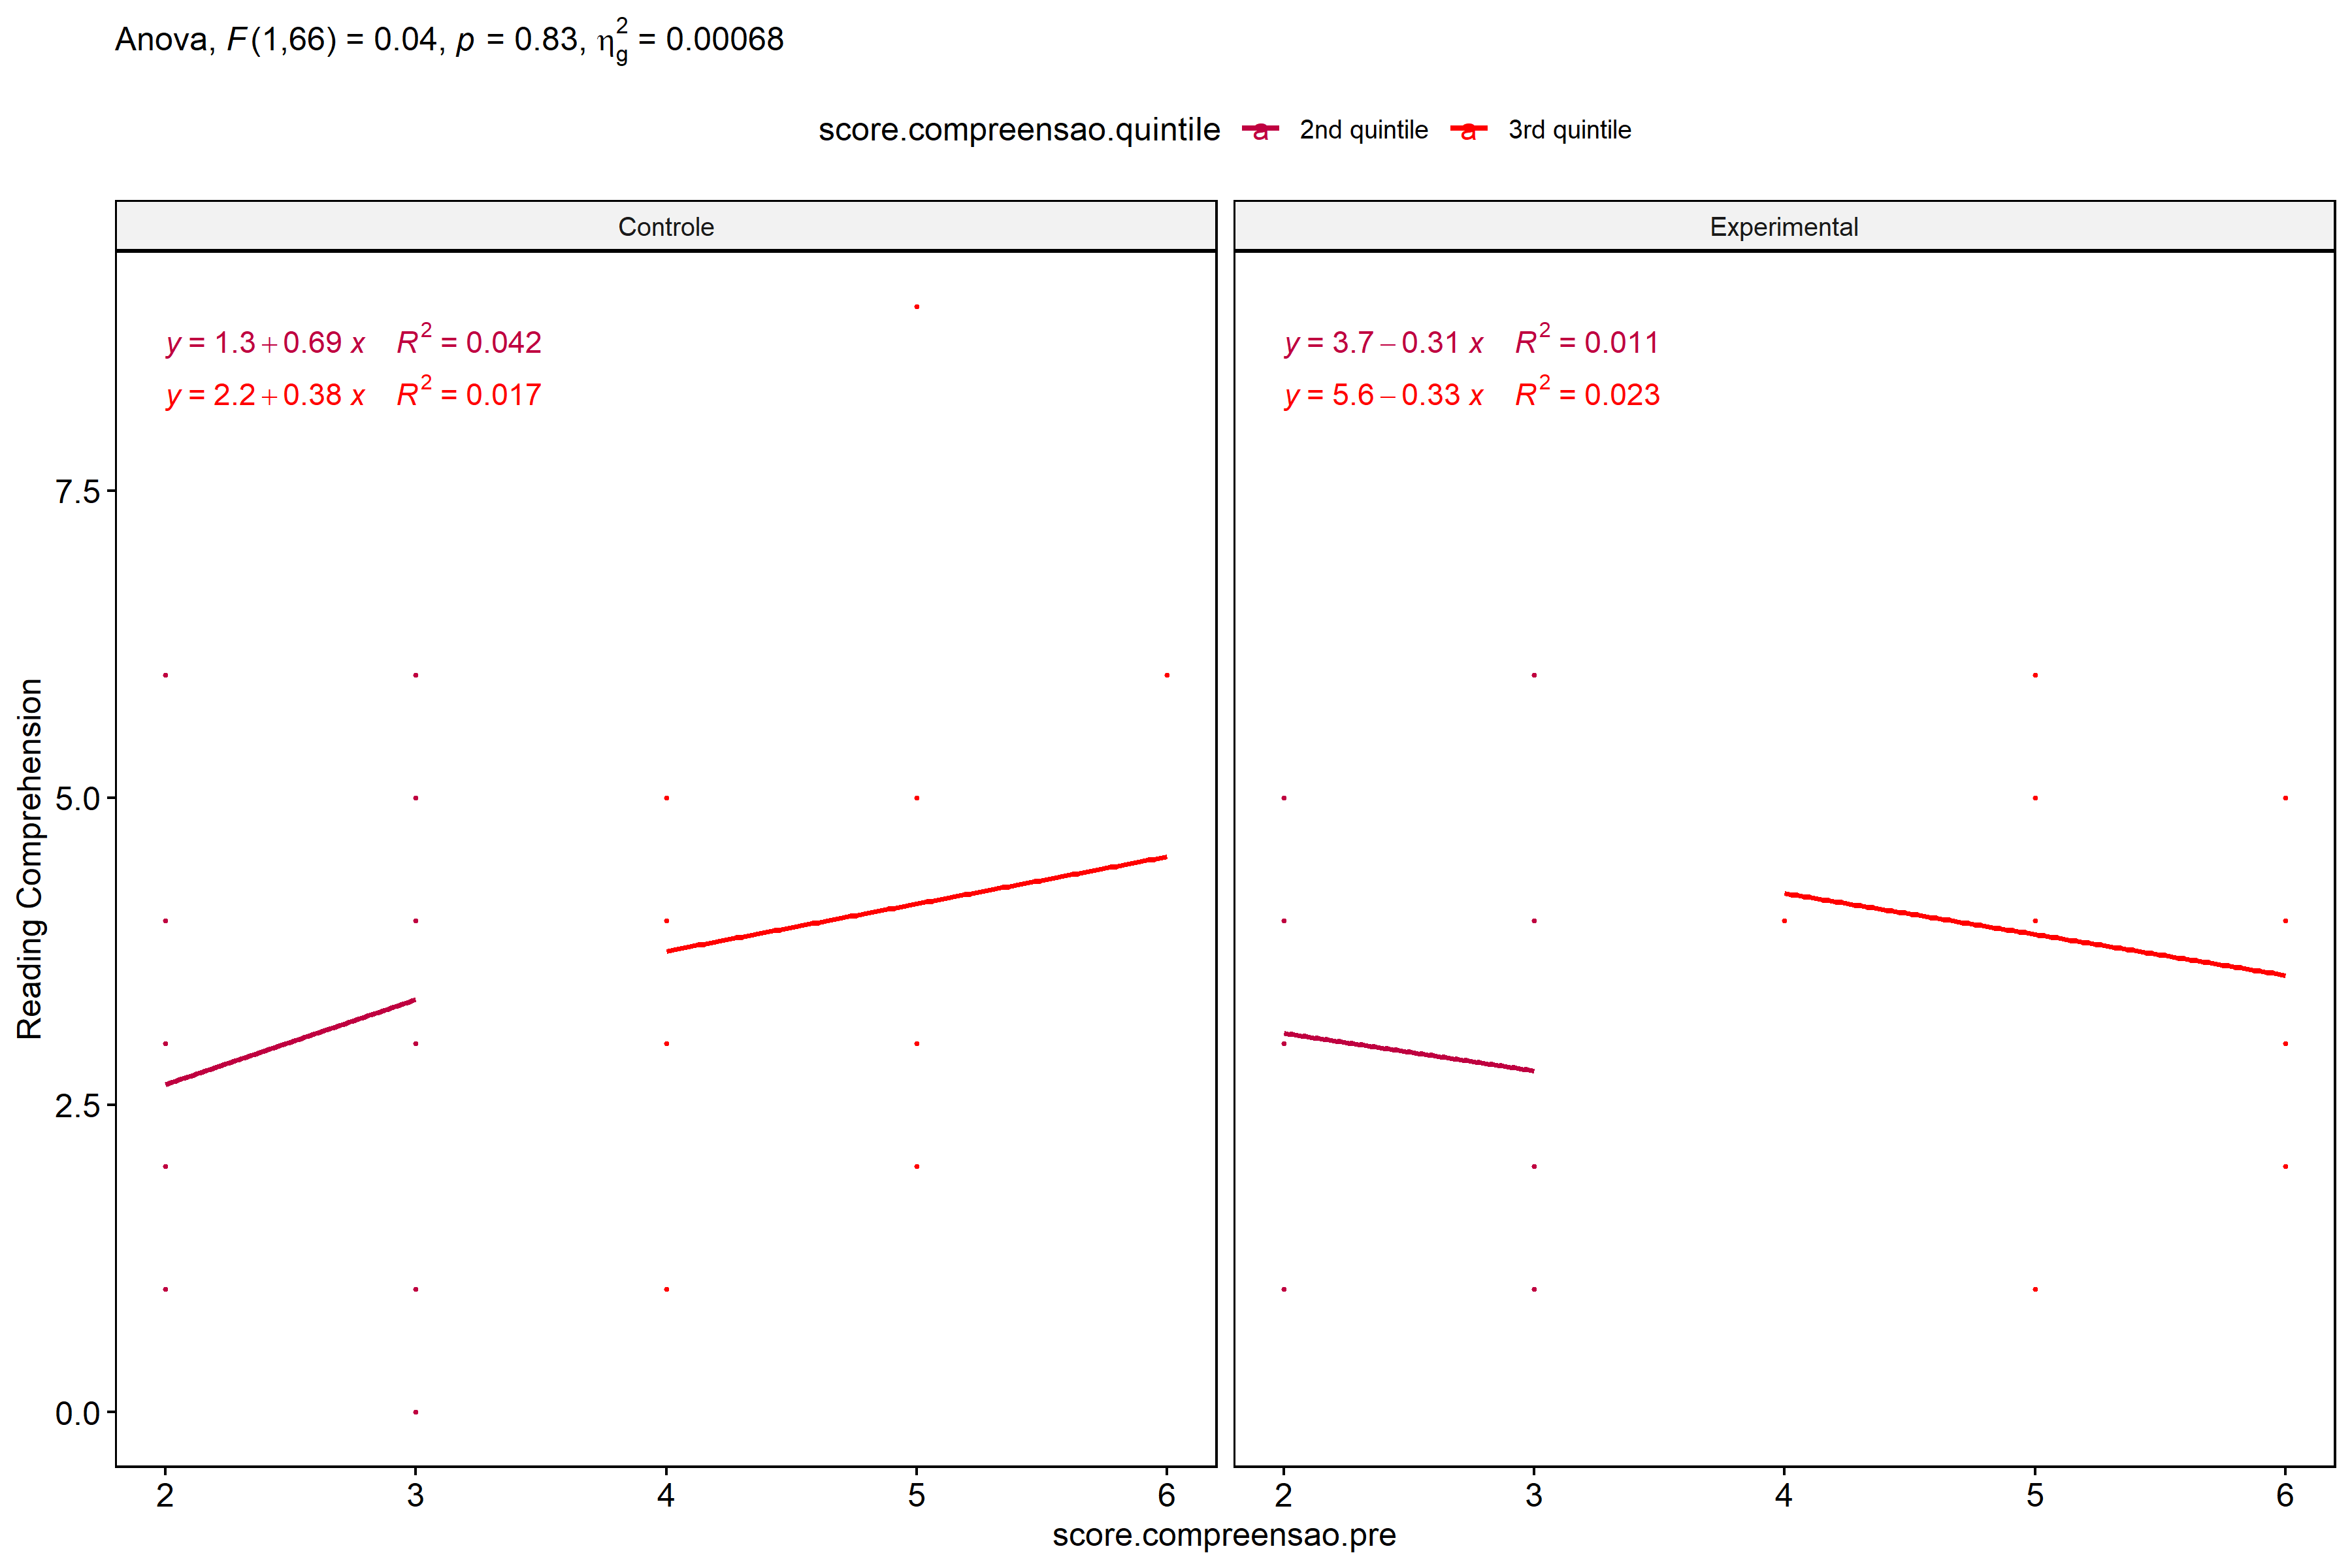 Anova, F(1,66) = 0.04, p = 0.83, η²g = 0.00068
score.compreensao.quintile a 2nd quintile a 3rd quintile
Controle
Experimental
y = 1.3 + 0.69 x R² = 0.042
y = 2.2 + 0.38 x R² = 0.017
y = 3.7 − 0.31 x R² = 0.011
y = 5.6 − 0.33 x R² = 0.023
Reading Comprehension
7.5
5.0
2.5
0.0
2 3 4 5 6
2 3 4 5 6
score.compreensao.pre